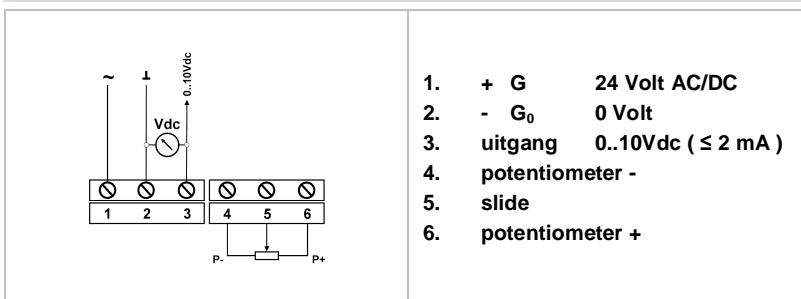 ~ ⊥ 0..10Vdc
Vdc
1 2 3 4 5 6
P- P+
1. + G 24 Volt AC/DC
2. - G₀ 0 Volt
3. uitgang 0..10Vdc ( ≤ 2 mA )
4. potentiometer -
5. slide
6. potentiometer +